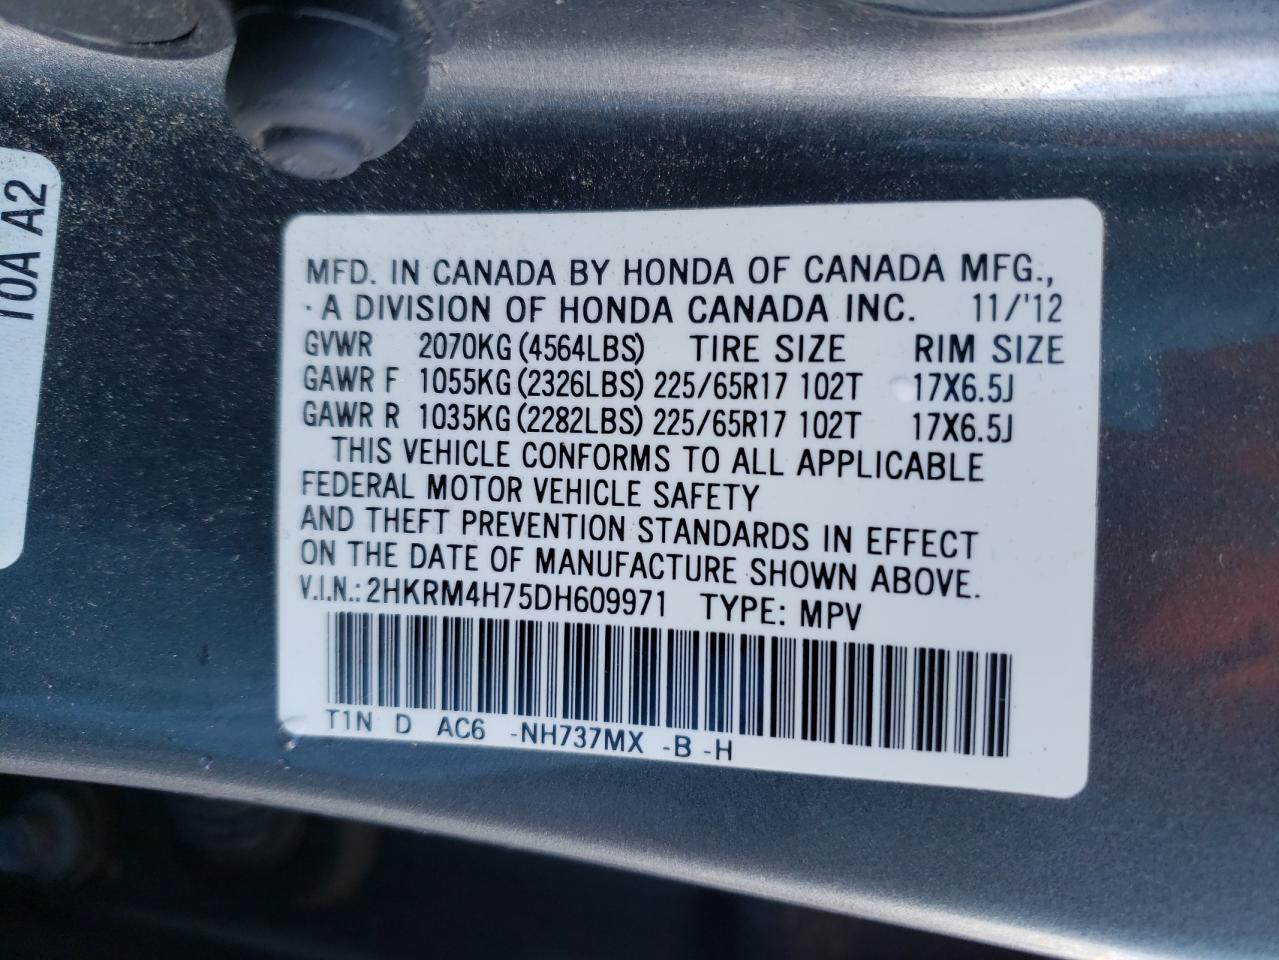 10A A2
MFD. IN CANADA BY HONDA OF CANADA MFG.,
A DIVISION OF HONDA CANADA INC. 11/'12
GVWR 2070KG (4564LBS) TIRE SIZE RIM SIZE
GAWR F 1055KG (2326LBS) 225/65R17 102T 17X6.5J
GAWR R 1035KG (2282LBS) 225/65R17 102T 17X6.5J
THIS VEHICLE CONFORMS TO ALL APPLICABLE
FEDERAL MOTOR VEHICLE SAFETY
AND THEFT PREVENTION STANDARDS IN EFFECT
ON THE DATE OF MANUFACTURE SHOWN ABOVE.
V.I.N.: 2HKRM4H75DH609971 TYPE: MPV
T1N D AC6 -NH737MX -B -H